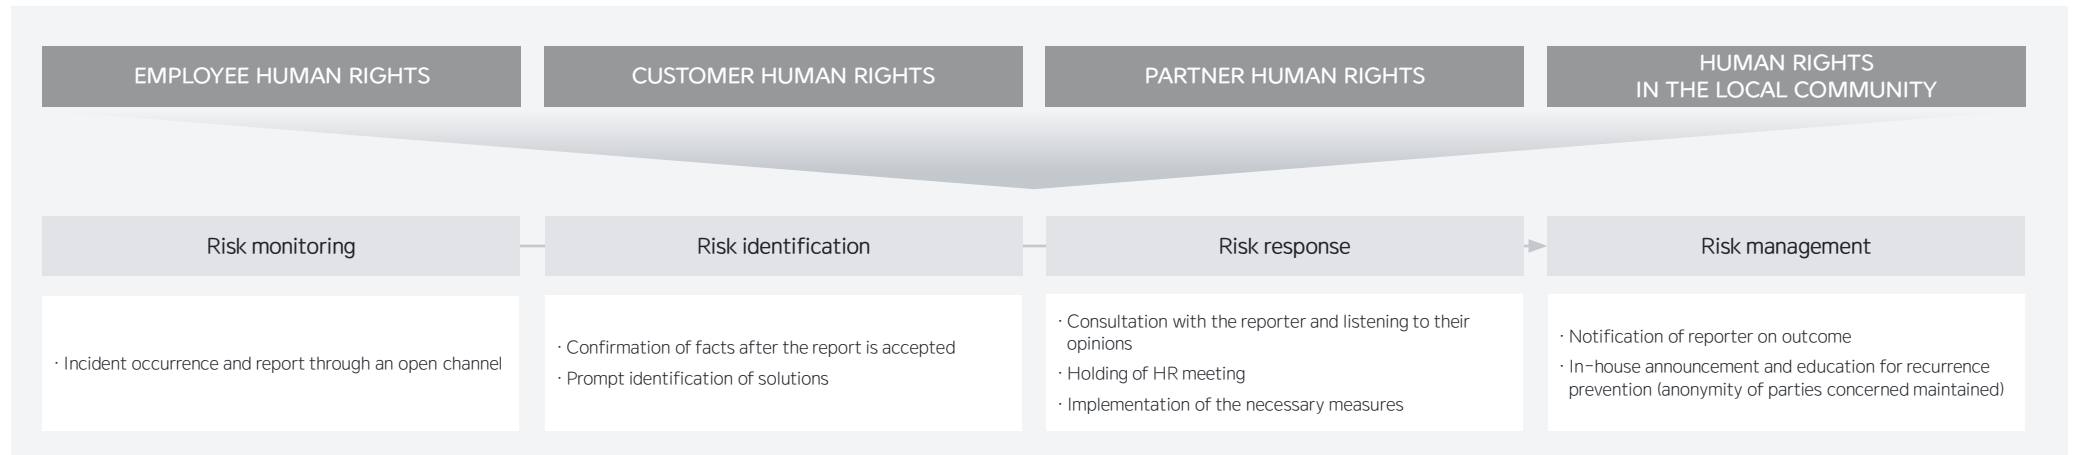 EMPLOYEE HUMAN RIGHTS
CUSTOMER HUMAN RIGHTS
PARTNER HUMAN RIGHTS
HUMAN RIGHTS
IN THE LOCAL COMMUNITY
Risk monitoring
Risk identification
Risk response
Risk management
· Incident occurrence and report through an open channel
· Confirmation of facts after the report is accepted
· Prompt identification of solutions
· Consultation with the reporter and listening to their
opinions
· Holding of HR meeting
· Implementation of the necessary measures
· Notification of reporter on outcome
· In-house announcement and education for recurrence
prevention (anonymity of parties concerned maintained)